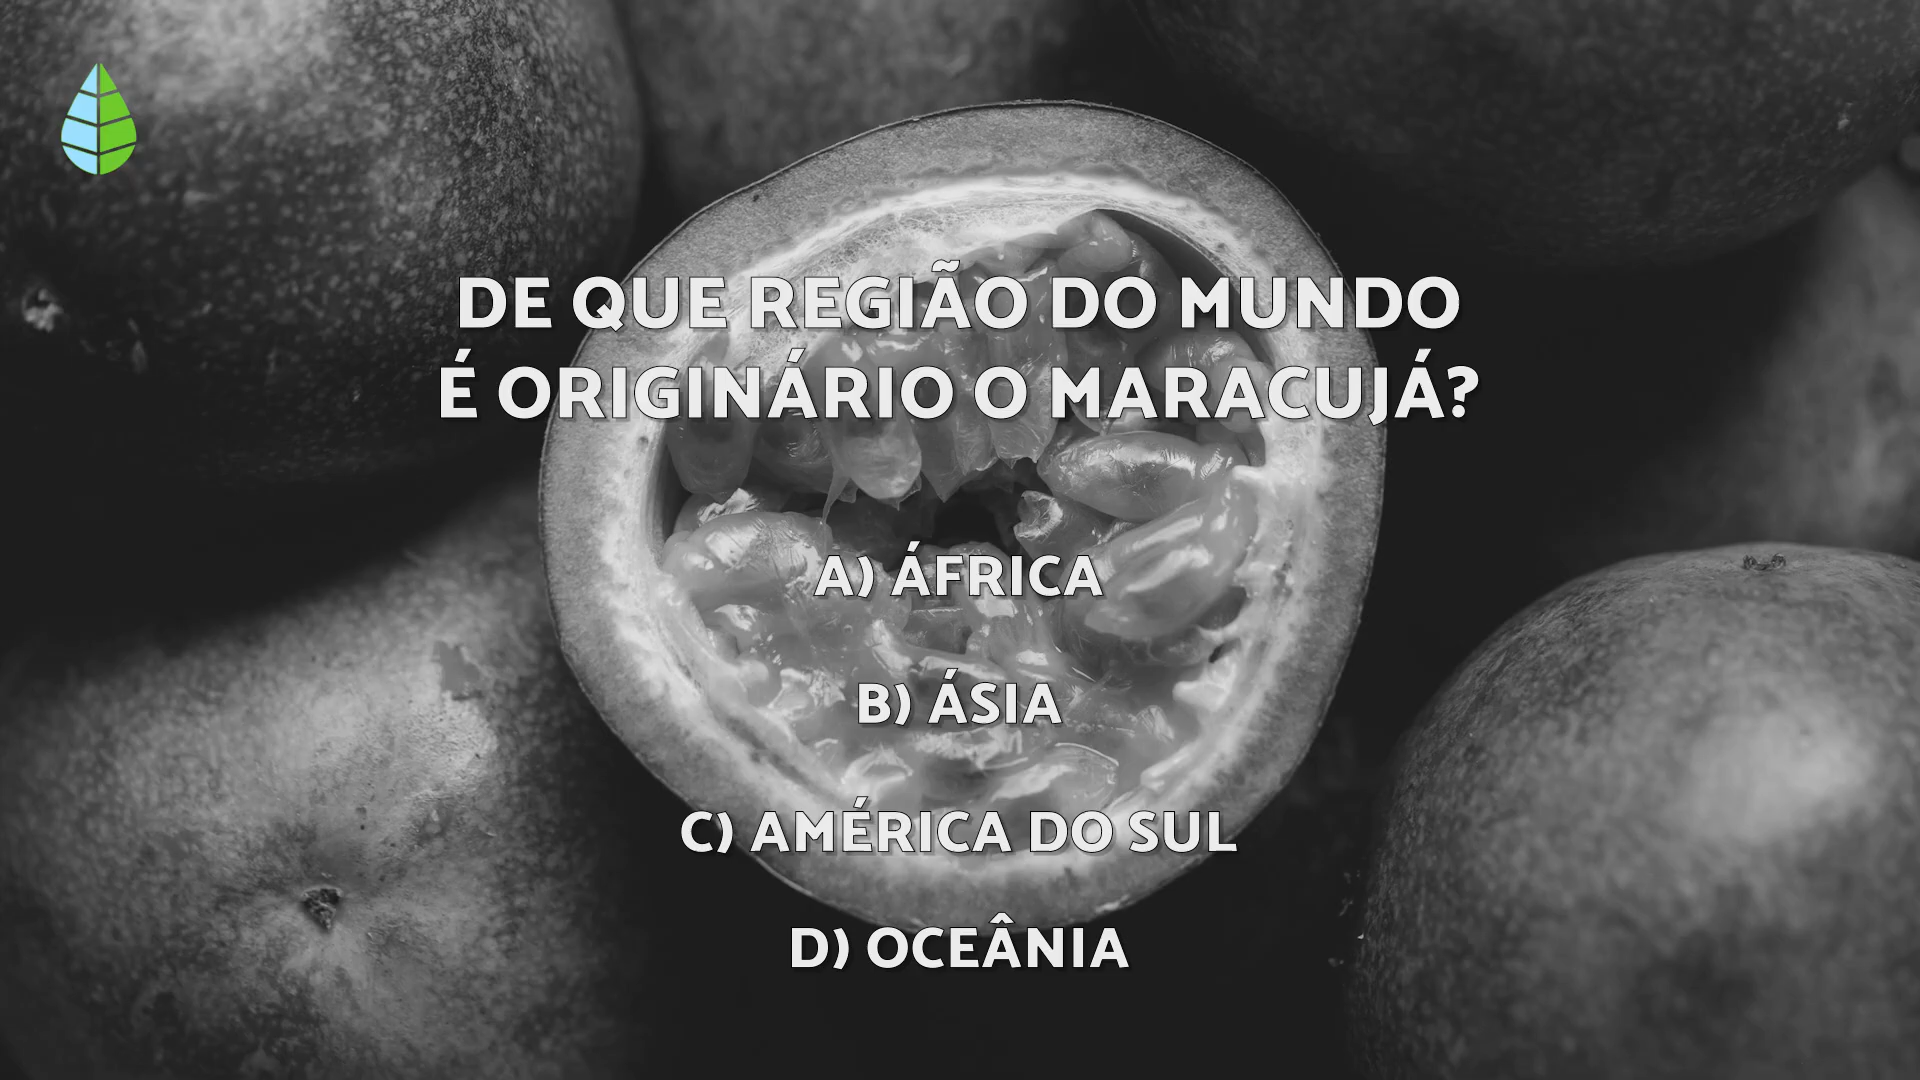 DE QUE REGIÃO DO MUNDO
É ORIGINÁRIO O MARACUJÁ?
A) ÁFRICA
B) ÁSIA
C) AMÉRICA DO SUL
D) OCEÂNIA